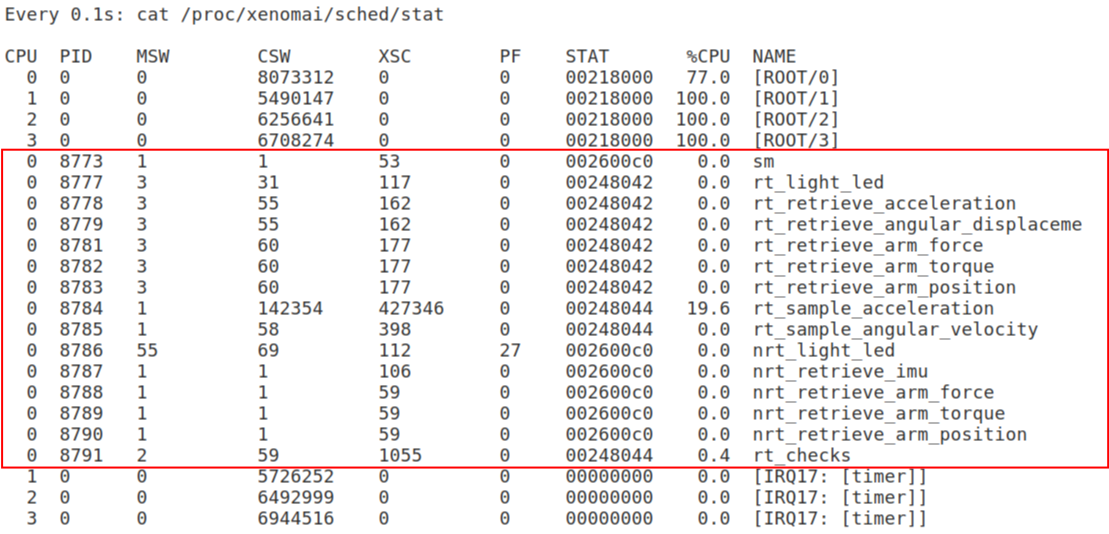 Every 0.1s: cat /proc/xenomai/sched/stat
CPU PID MSW CSW XSC PF STAT %CPU NAME
0 0 0 8073312 0 0 00218000 77.0 [ROOT/0]
1 0 0 5490147 0 0 00218000 100.0 [ROOT/1]
2 0 0 6256641 0 0 00218000 100.0 [ROOT/2]
3 0 0 6708274 0 0 00218000 100.0 [ROOT/3]
0 8773 1 1 53 0 002600c0 0.0 sm
0 8777 3 31 117 0 00248042 0.0 rt_light_led
0 8778 3 55 162 0 00248042 0.0 rt_retrieve_acceleration
0 8779 3 55 162 0 00248042 0.0 rt_retrieve_angular_displaceme
0 8781 3 60 177 0 00248042 0.0 rt_retrieve_arm_force
0 8782 3 60 177 0 00248042 0.0 rt_retrieve_arm_torque
0 8783 3 60 177 0 00248042 0.0 rt_retrieve_arm_position
0 8784 1 142354 427346 0 00248044 19.6 rt_sample_acceleration
0 8785 1 58 398 0 00248044 0.0 rt_sample_angular_velocity
0 8786 55 69 112 27 002600c0 0.0 nrt_light_led
0 8787 1 1 106 0 002600c0 0.0 nrt_retrieve_imu
0 8788 1 1 59 0 002600c0 0.0 nrt_retrieve_arm_force
0 8789 1 1 59 0 002600c0 0.0 nrt_retrieve_arm_torque
0 8790 1 1 59 0 002600c0 0.0 nrt_retrieve_arm_position
0 8791 2 59 1055 0 00248044 0.4 rt_checks
1 0 0 5726252 0 0 00000000 0.0 [IRQ17: [timer]]
2 0 0 6492999 0 0 00000000 0.0 [IRQ17: [timer]]
3 0 0 6944516 0 0 00000000 0.0 [IRQ17: [timer]]